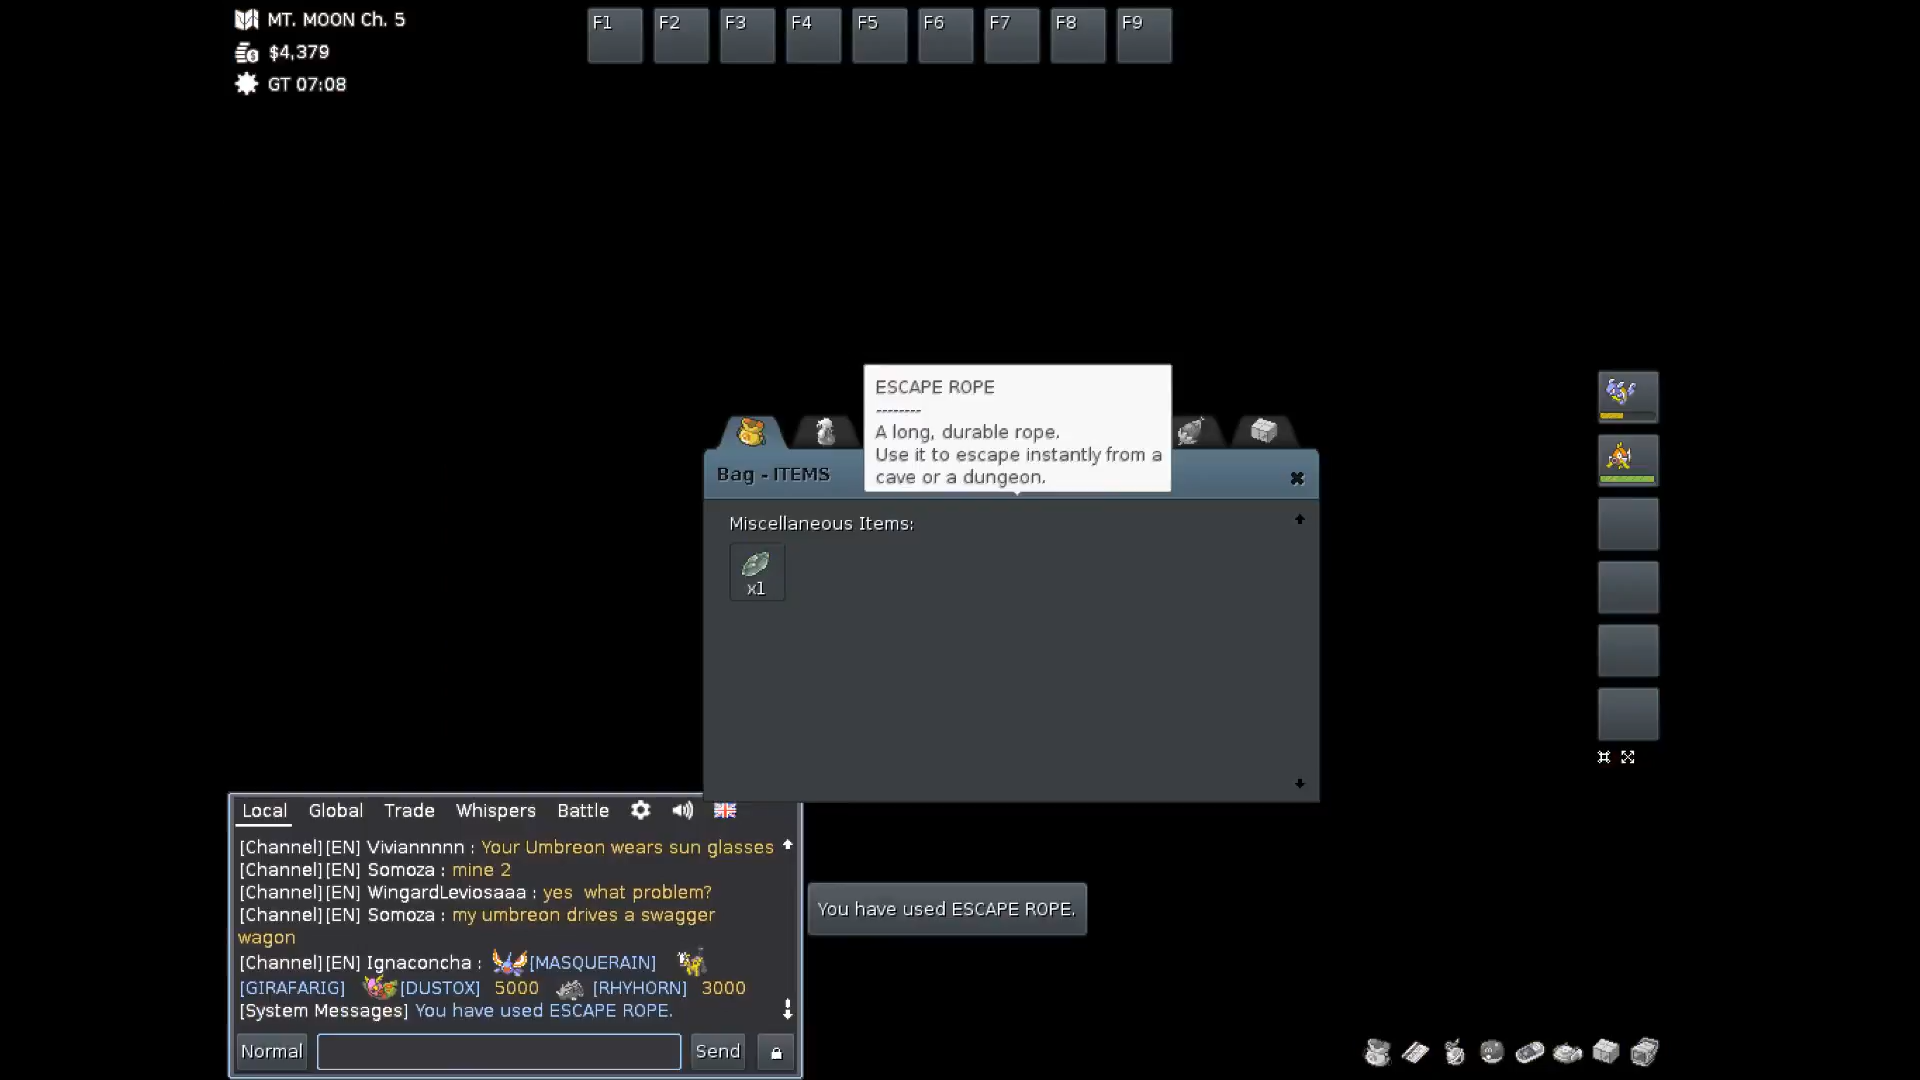 MT. MOON Ch. 5
$4,379
GT 07:08
F1 F2 F3 F4 F5 F6 F7 F8 F9
ESCAPE ROPE
--------
A long, durable rope.
Use it to escape instantly from a
cave or a dungeon.
Bag - ITEMS
Miscellaneous Items:
x1
Local Global Trade Whispers Battle
[Channel][EN] Viviannnnn : Your Umbreon wears sun glasses
[Channel][EN] Somoza : mine 2
[Channel][EN] WingardLeviosaaa : yes what problem?
[Channel][EN] Somoza : my umbreon drives a swagger
wagon
[Channel][EN] Ignaconcha : [MASQUERAIN]
[GIRAFARIG] [DUSTOX] 5000 [RHYHORN] 3000
[System Messages] You have used ESCAPE ROPE.
Normal Send
You have used ESCAPE ROPE.